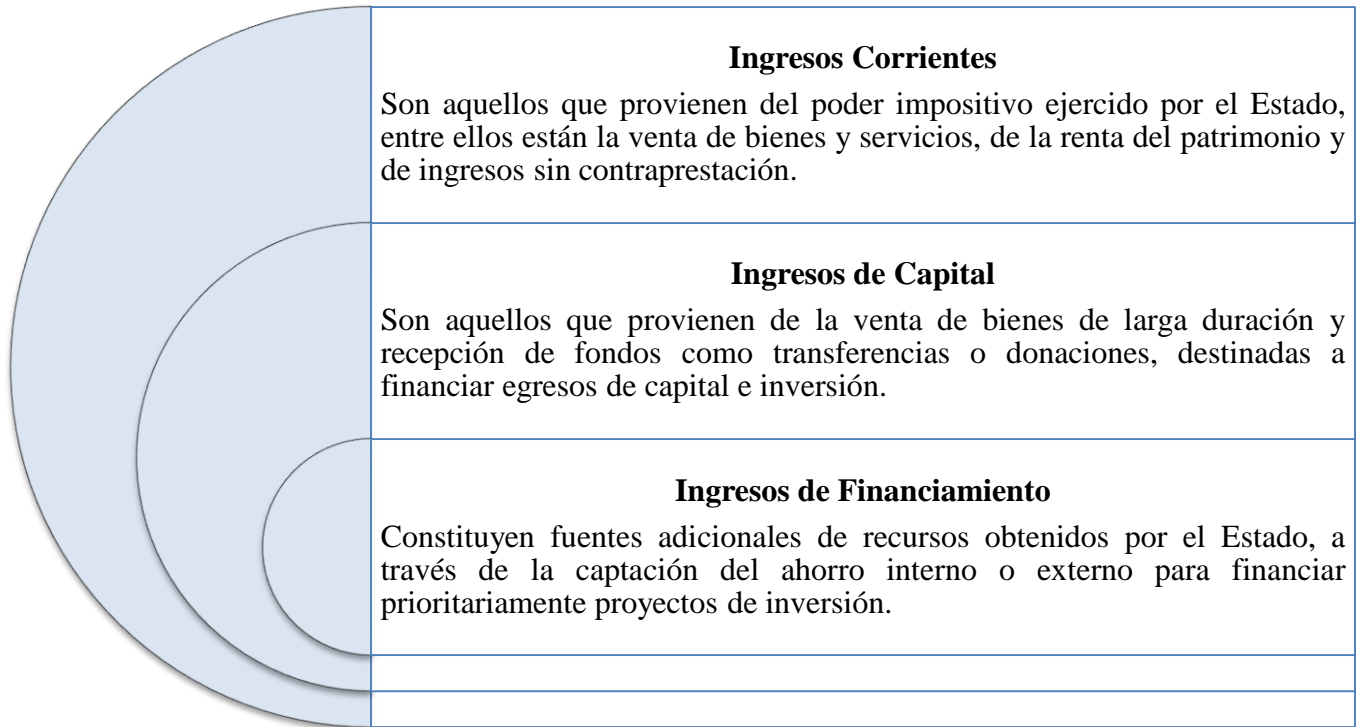 Ingresos Corrientes
Son aquellos que provienen del poder impositivo ejercido por el Estado,
entre ellos están la venta de bienes y servicios, de la renta del patrimonio y
de ingresos sin contraprestación.
Ingresos de Capital
Son aquellos que provienen de la venta de bienes de larga duración y
recepción de fondos como transferencias o donaciones, destinadas a
financiar egresos de capital e inversión.
Ingresos de Financiamiento
Constituyen fuentes adicionales de recursos obtenidos por el Estado, a
través de la captación del ahorro interno o externo para financiar
prioritariamente proyectos de inversión.